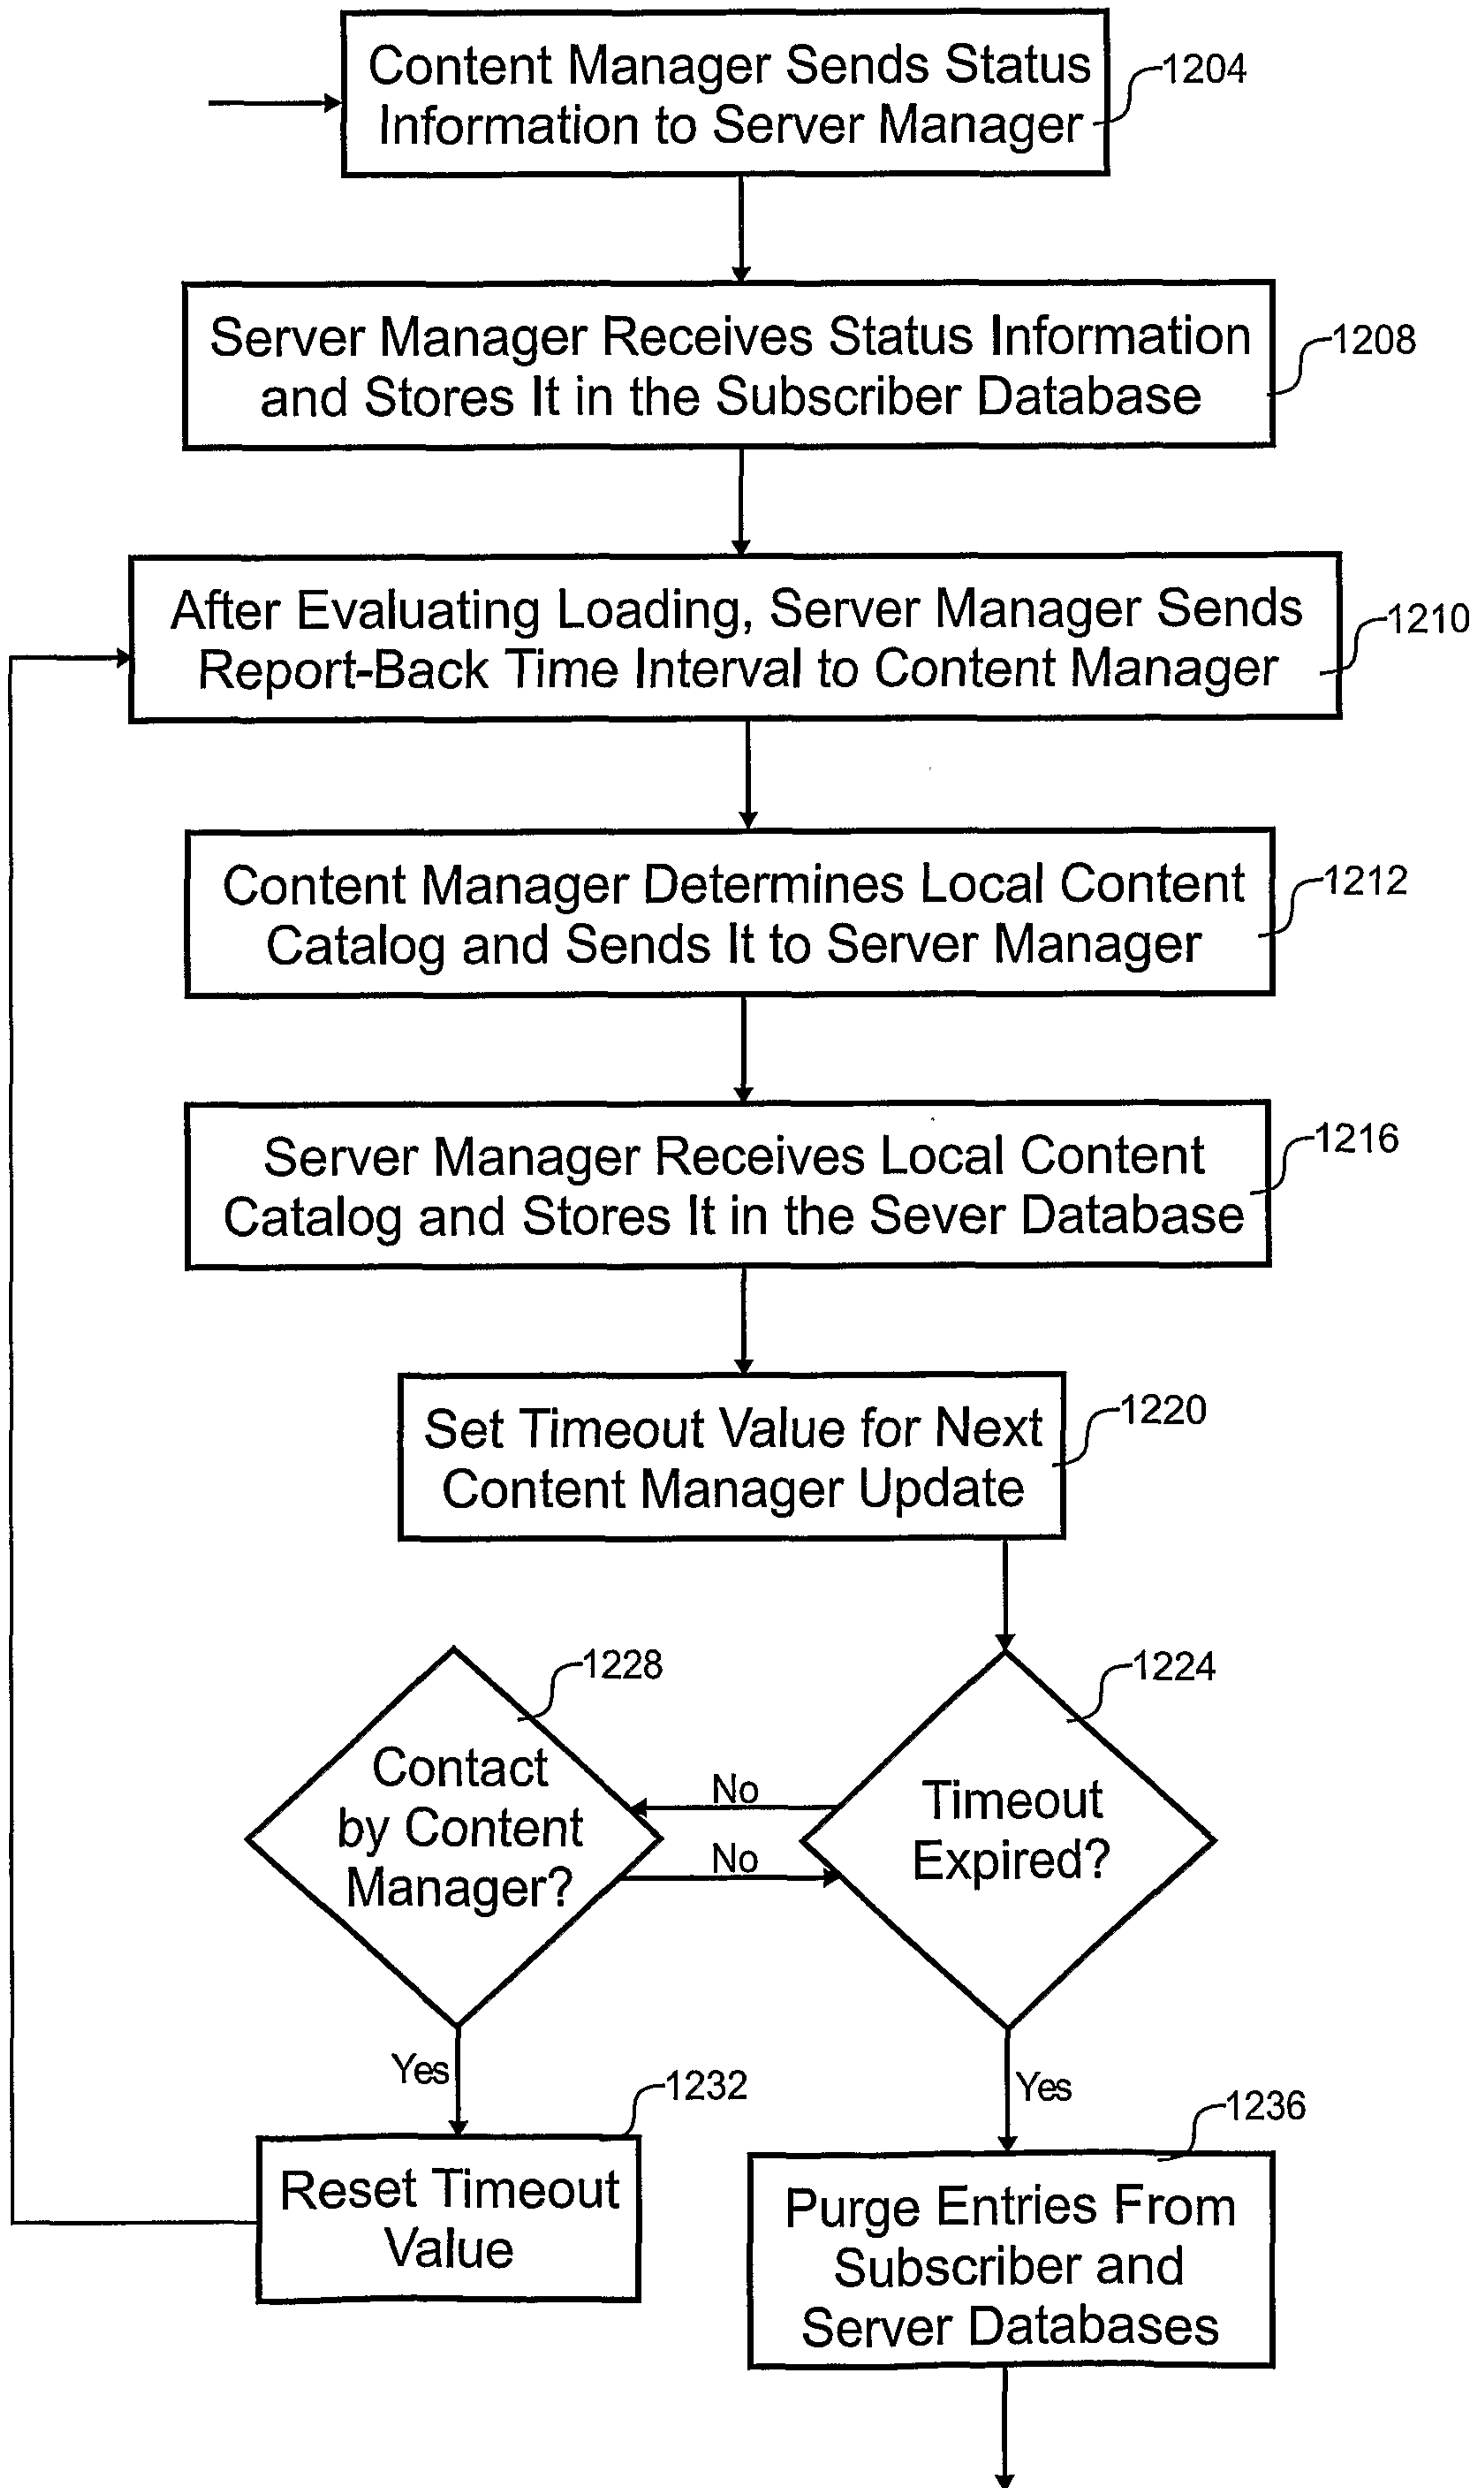 Content Manager Sends Status
Information to Server Manager
1204
Server Manager Receives Status Information
and Stores It in the Subscriber Database
1208
After Evaluating Loading, Server Manager Sends
Report-Back Time Interval to Content Manager
1210
Content Manager Determines Local Content
Catalog and Sends It to Server Manager
1212
Server Manager Receives Local Content
Catalog and Stores It in the Sever Database
1216
Set Timeout Value for Next
Content Manager Update
1220
1228
Contact
by Content
Manager?
No
No
1224
Timeout
Expired?
Yes
1232
Reset Timeout
Value
Yes
1236
Purge Entries From
Subscriber and
Server Databases